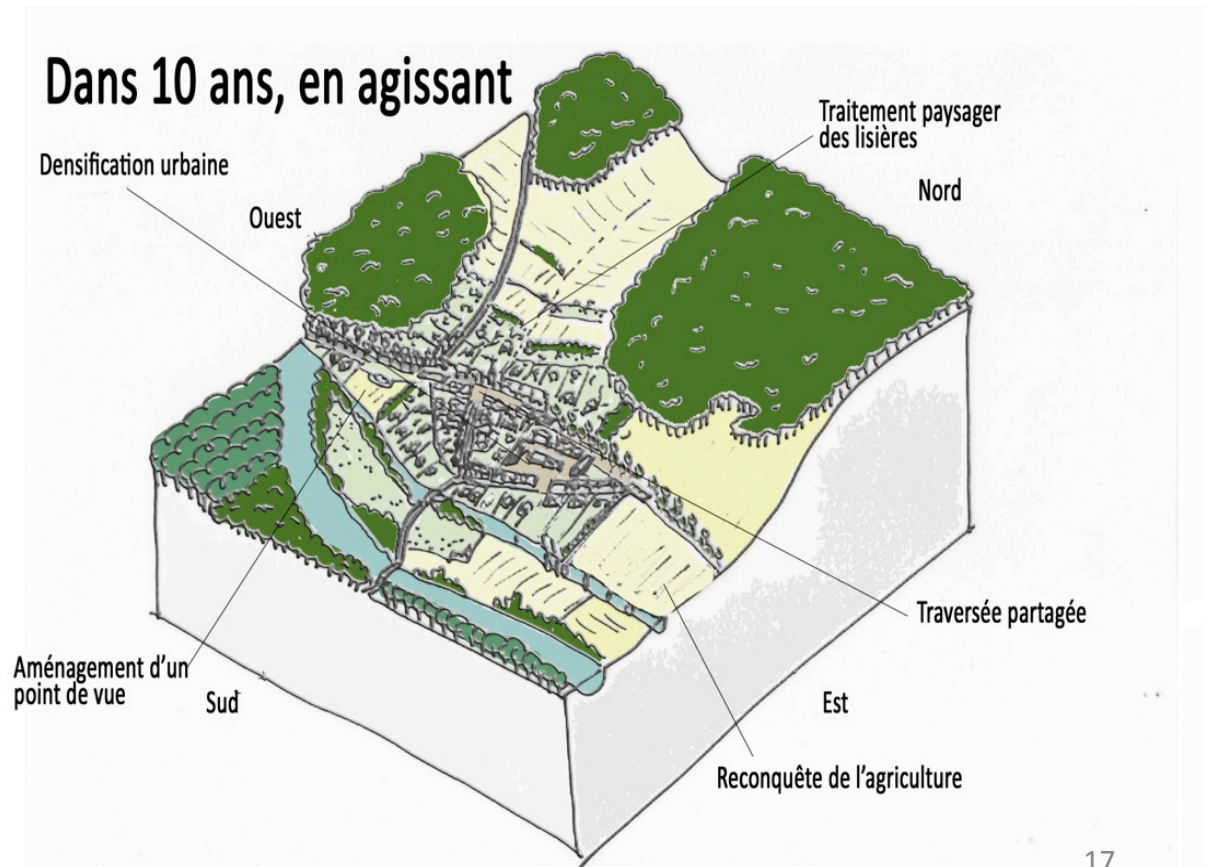 Dans 10 ans, en agissant
Traitement paysager
des lisières
Densification urbaine
Nord
Ouest
Traversée partagée
Aménagement d'un
point de vue
Sud
Est
Reconquête de l'agriculture
17